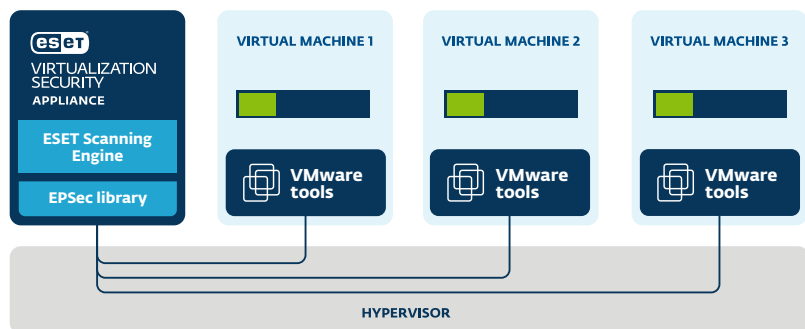 eseT
VIRTUALIZATION
SECURITY
APPLIANCE
ESET Scanning
Engine
EPSec library
VIRTUAL MACHINE 1
VMware
tools
VIRTUAL MACHINE 2
VMware
tools
VIRTUAL MACHINE 3
VMware
tools
HYPERVISOR